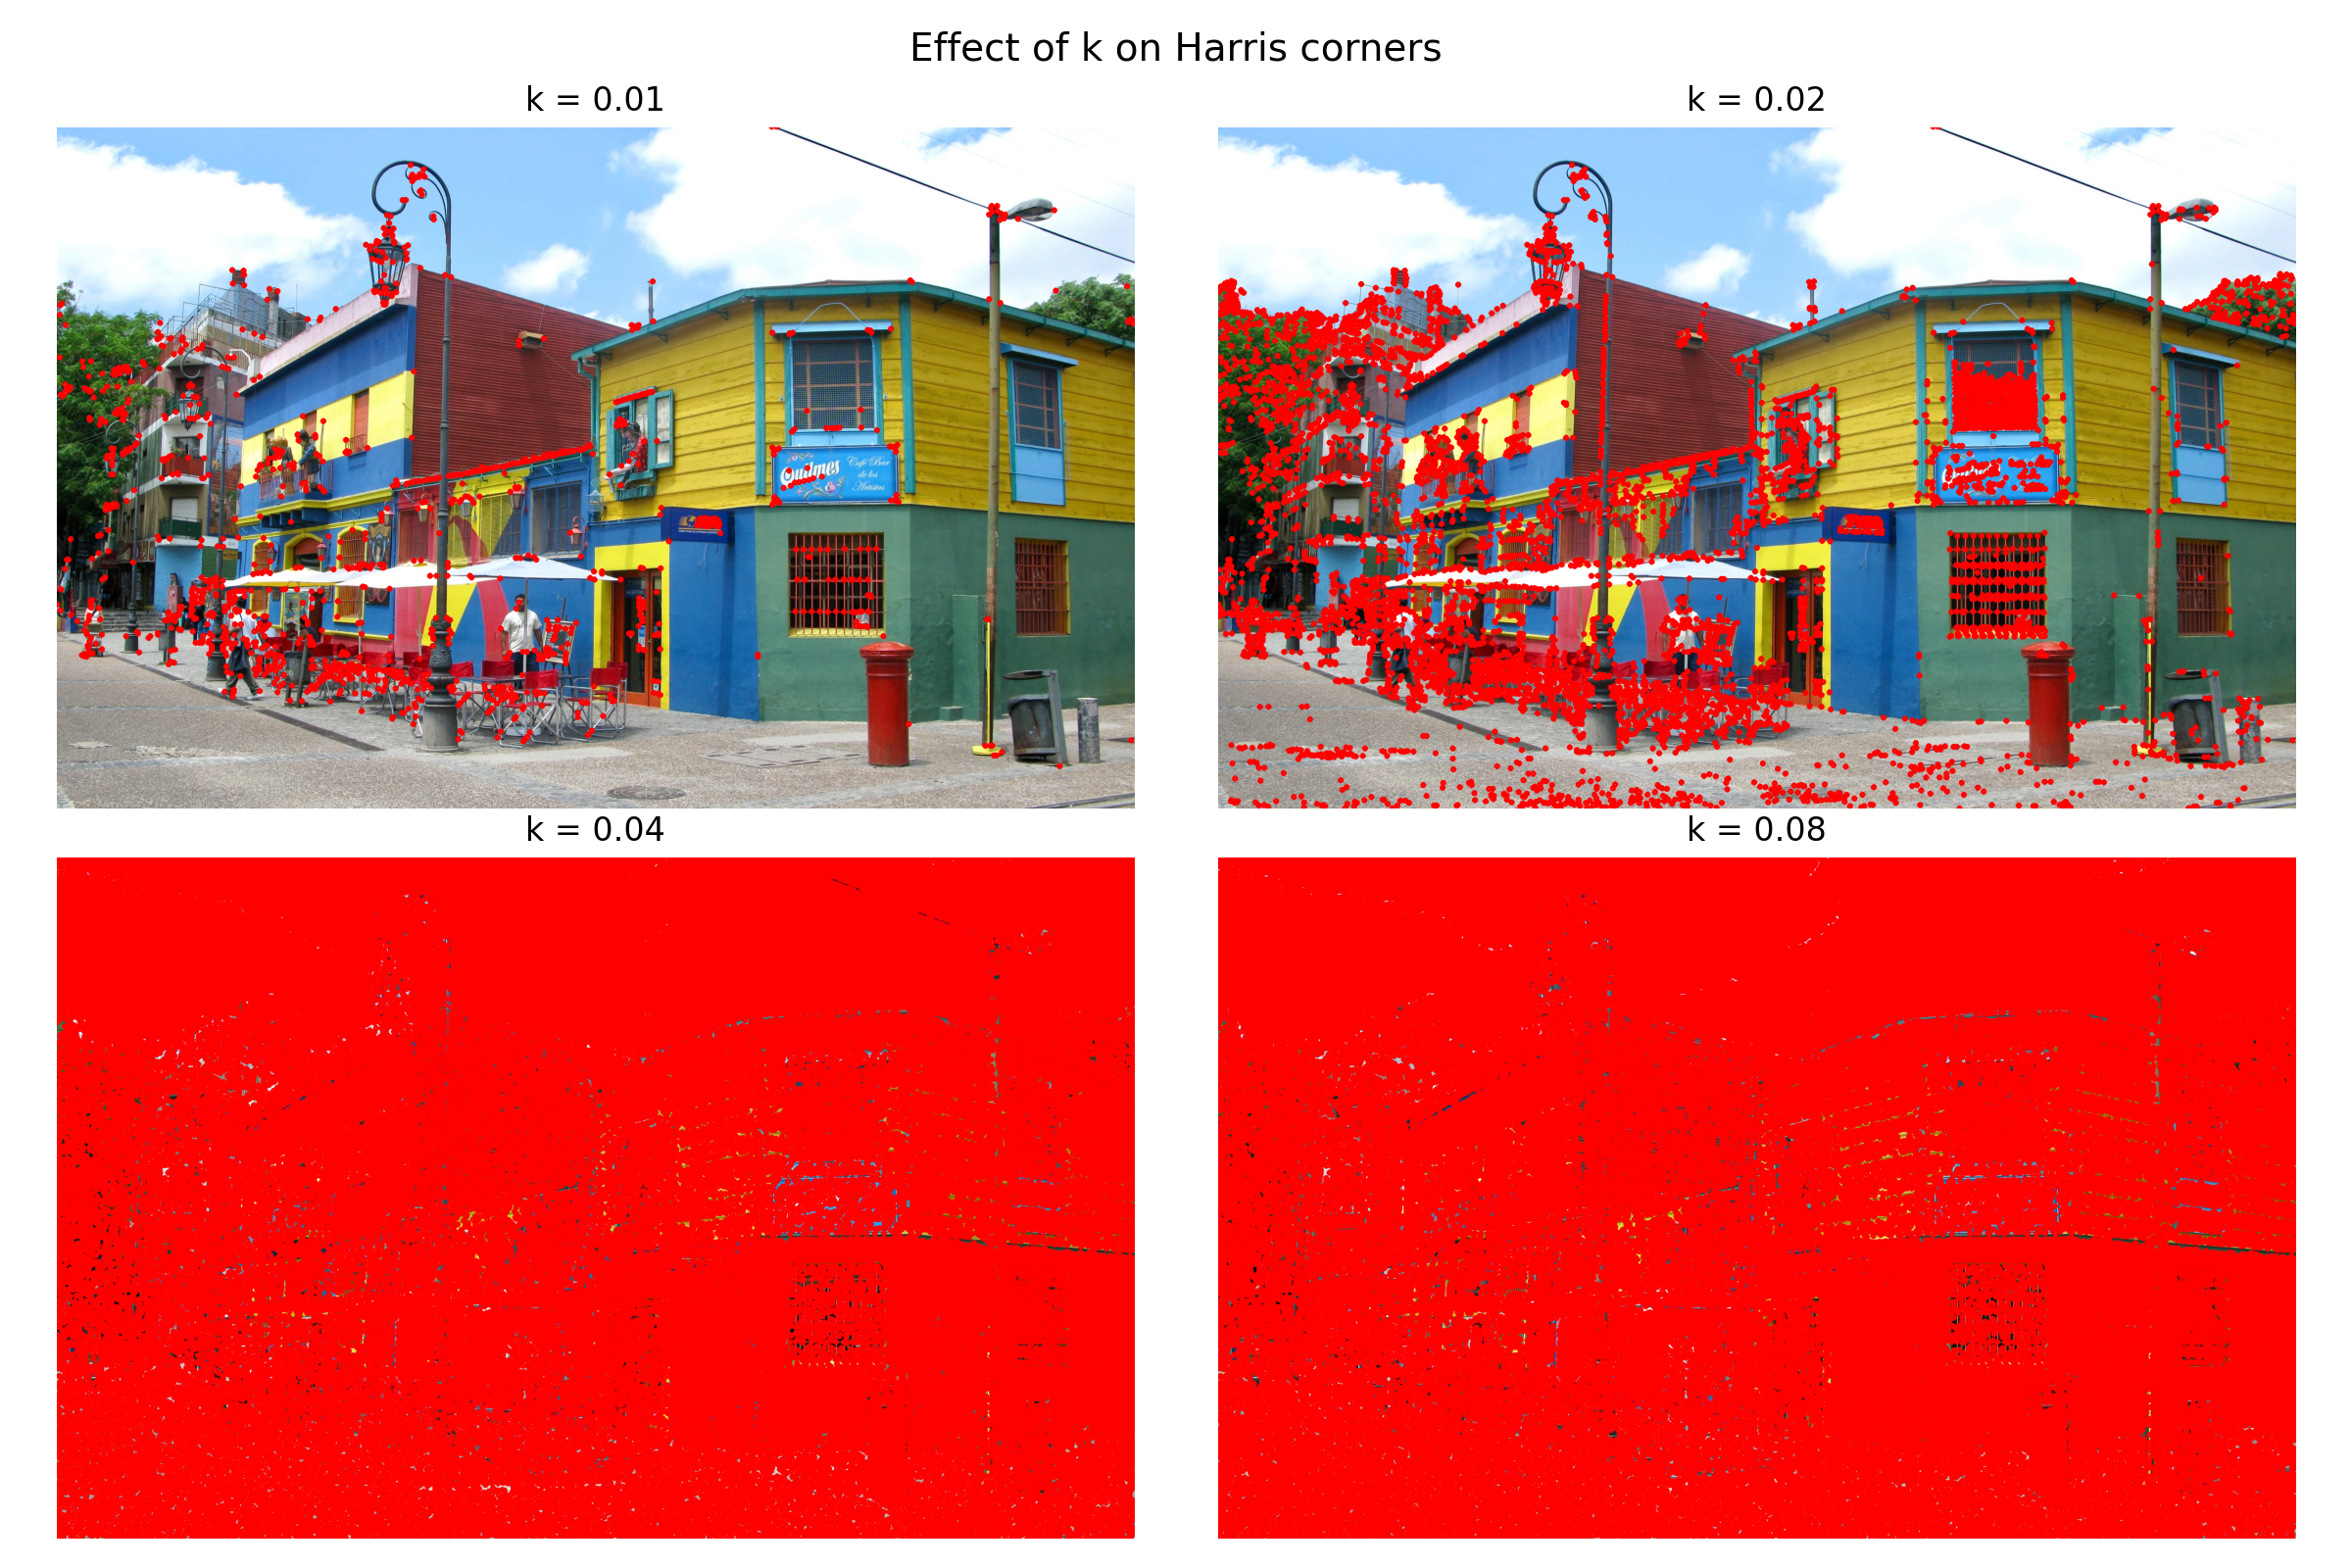 Effect of k on Harris corners
k = 0.01
k = 0.02
Quilmes
Café Bar
de los
Artistas
k = 0.04
k = 0.08